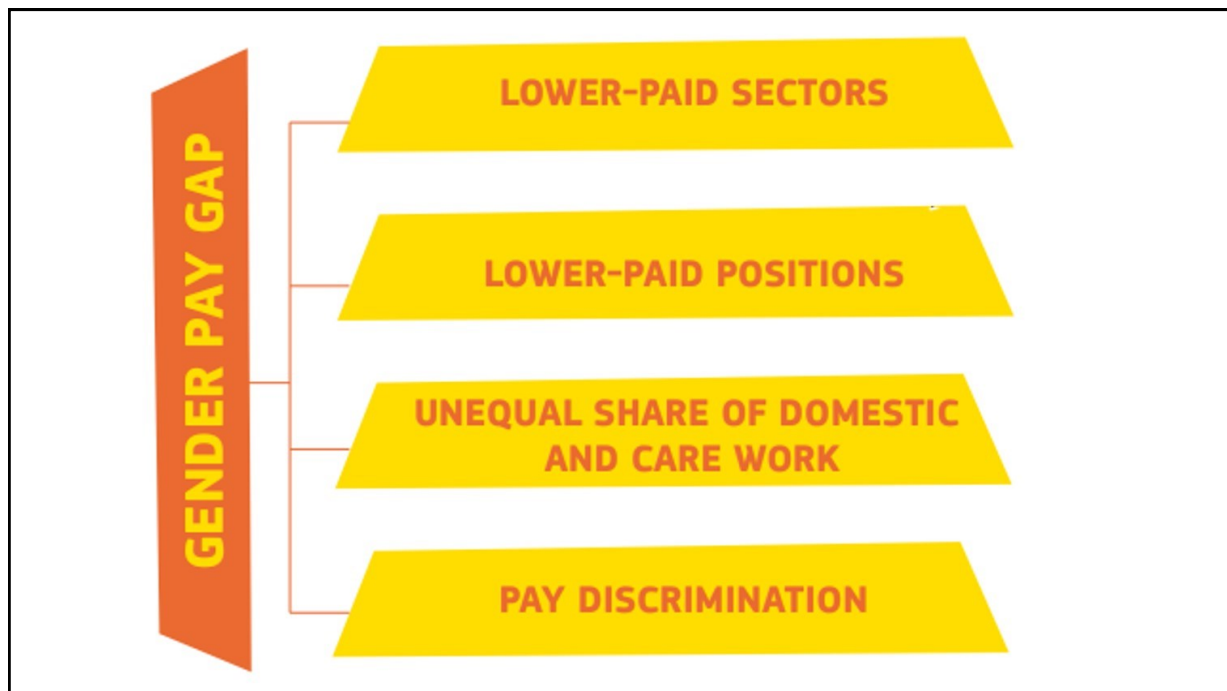 GENDER PAY GAP
LOWER-PAID SECTORS
LOWER-PAID POSITIONS
UNEQUAL SHARE OF DOMESTIC
AND CARE WORK
PAY DISCRIMINATION